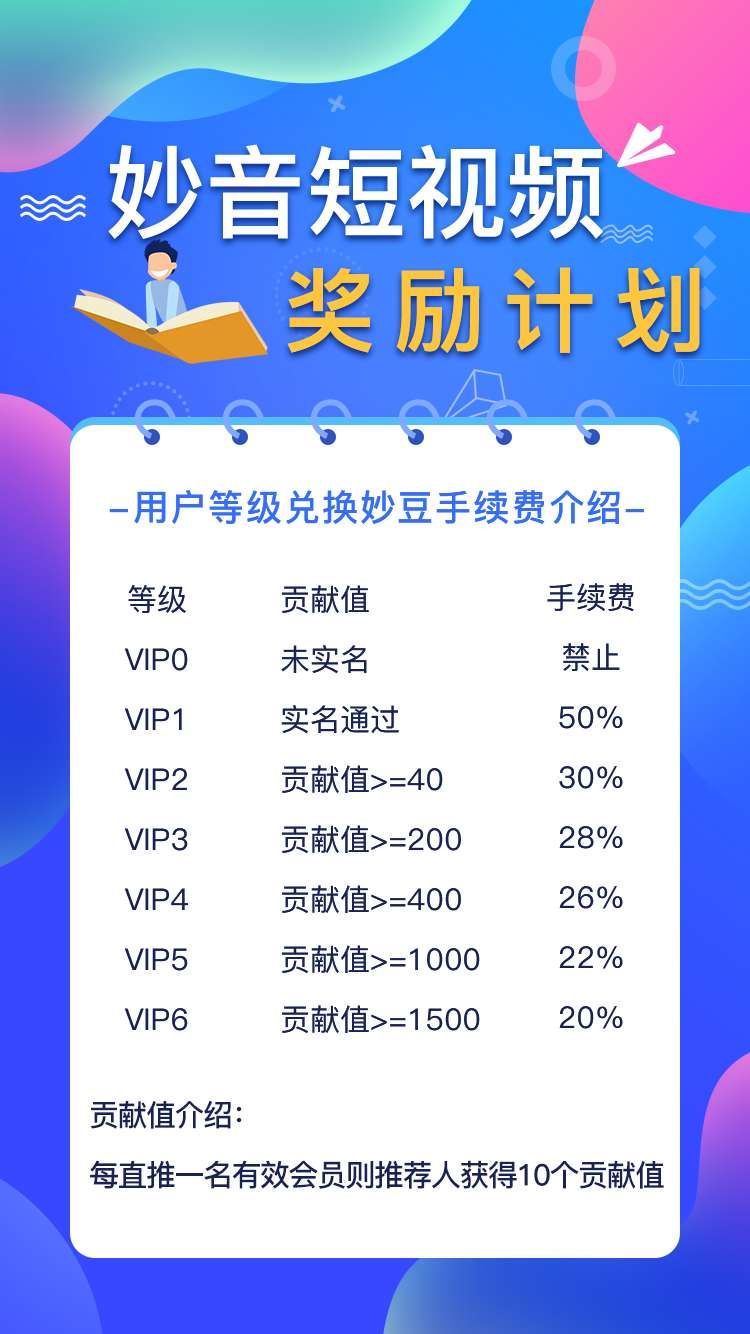 妙音短视频
奖励计划
-用户等级兑换妙豆手续费介绍-
等级 贡献值 手续费
VIP0 未实名 禁止
VIP1 实名通过 50%
VIP2 贡献值>=40 30%
VIP3 贡献值>=200 28%
VIP4 贡献值>=400 26%
VIP5 贡献值>=1000 22%
VIP6 贡献值>=1500 20%
贡献值介绍：
每直推一名有效会员则推荐人获得10个贡献值